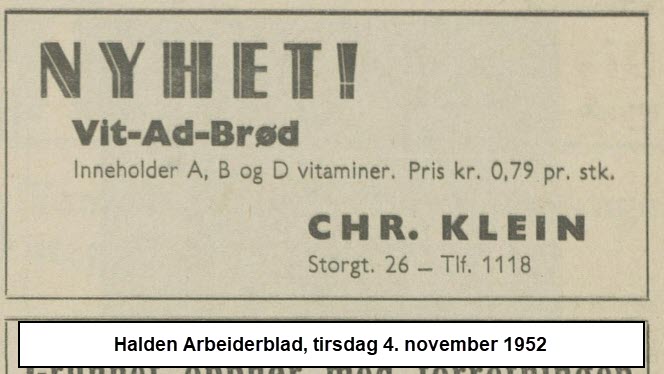 NYHET!
Vit-Ad-Brød
Inneholder A, B og D vitaminer. Pris kr. 0,79 pr. stk.
CHR. KLEIN
Storgt. 26 — Tlf. 1118
Halden Arbeiderblad, tirsdag 4. november 1952